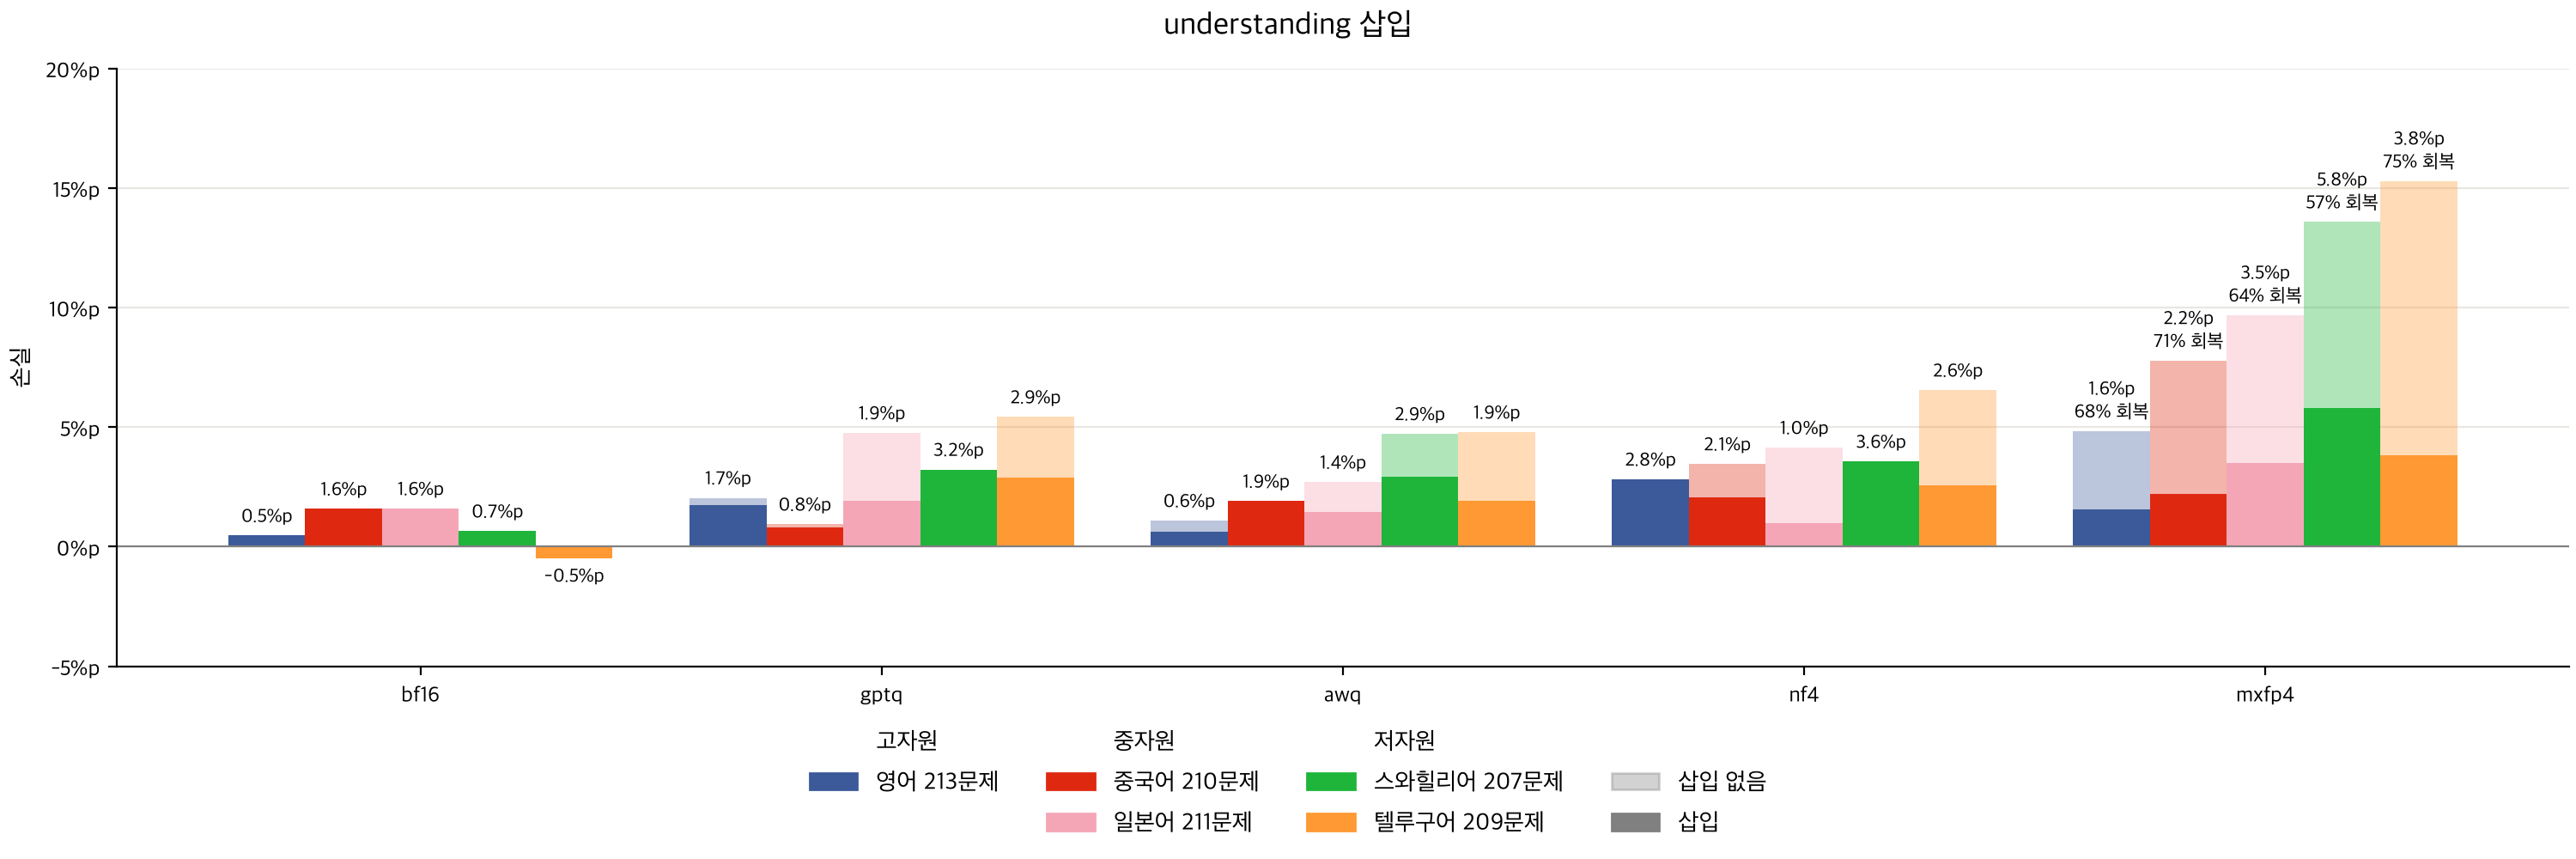 understanding 삽입
20%p
15%p
10%p
5%p
0%p
-5%p
손실
0.5%p
1.6%p
1.6%p
0.7%p
-0.5%p
1.7%p
0.8%p
1.9%p
3.2%p
2.9%p
0.6%p
1.9%p
1.4%p
2.9%p
1.9%p
2.8%p
2.1%p
1.0%p
3.6%p
2.6%p
1.6%p
68% 회복
2.2%p
71% 회복
3.5%p
64% 회복
5.8%p
57% 회복
3.8%p
75% 회복
bf16
gptq
awq
nf4
mxfp4
고자원
영어 213문제
중자원
중국어 210문제
일본어 211문제
저자원
스와힐리어 207문제
텔루구어 209문제
삽입 없음
삽입